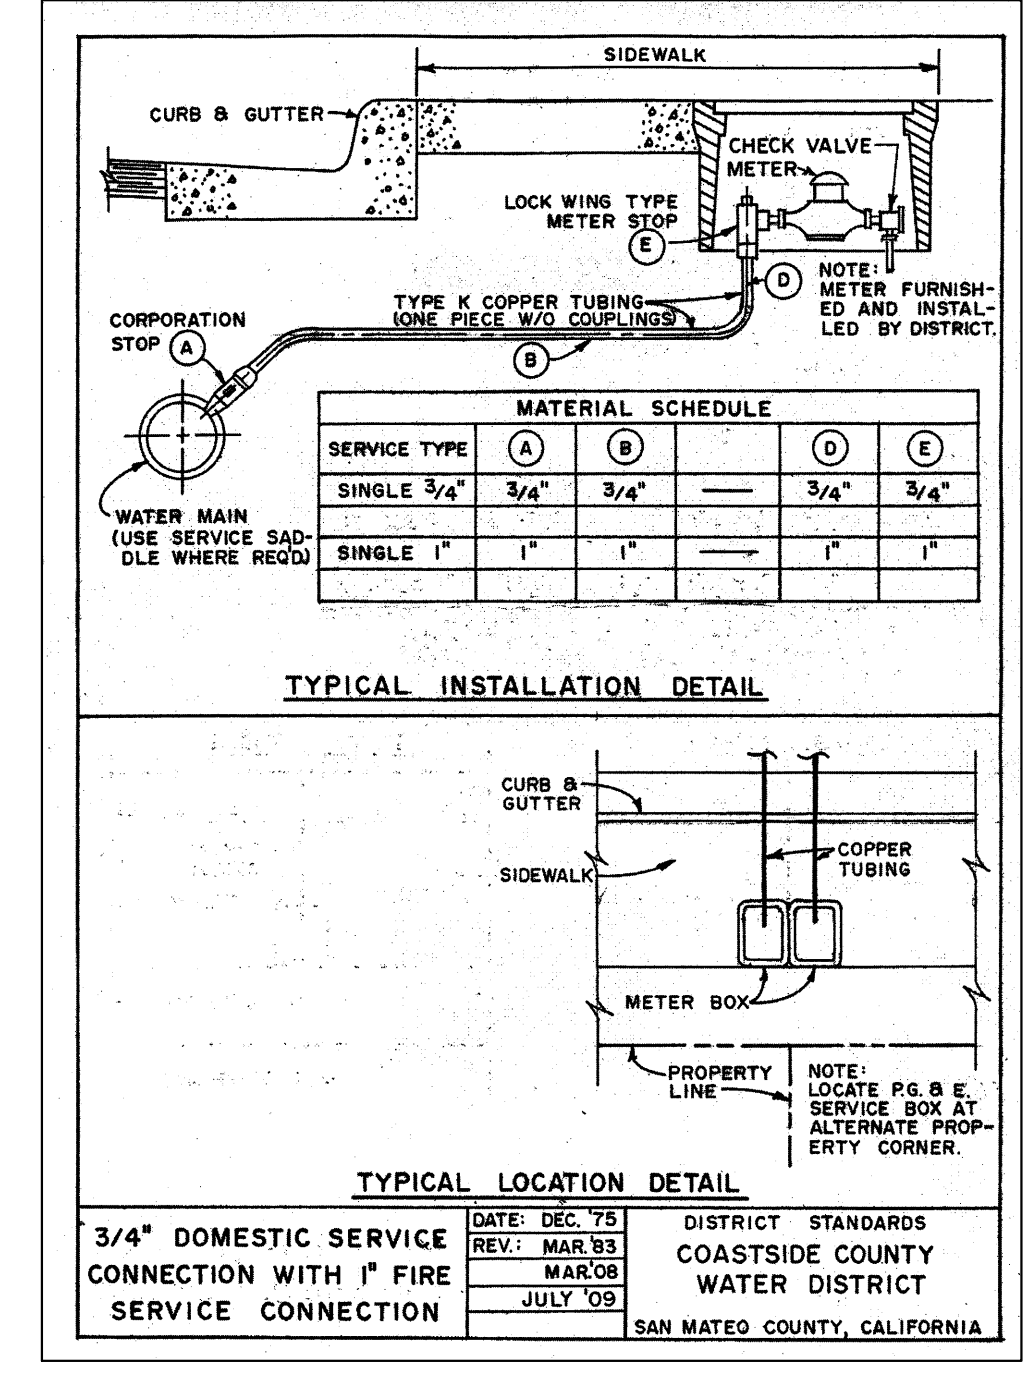 SIDEWALK
CURB & GUTTER
CHECK VALVE
METER
LOCK WING TYPE
METER STOP
E
D
NOTE:
METER FURNISH-
ED AND INSTAL-
LED BY DISTRICT.
TYPE K COPPER TUBING
(ONE PIECE W/O COUPLINGS)
CORPORATION
STOP A
B
WATER MAIN
(USE SERVICE SAD-
DLE WHERE REQ'D.)
MATERIAL SCHEDULE
SERVICE TYPE A B D E
SINGLE 3/4" 3/4" 3/4" — 3/4" 3/4"
SINGLE 1" 1" 1" — 1" 1"
TYPICAL INSTALLATION DETAIL
CURB &
GUTTER
COPPER
TUBING
SIDEWALK
METER BOX
PROPERTY
LINE
NOTE:
LOCATE P.G. & E.
SERVICE BOX AT
ALTERNATE PROP-
ERTY CORNER.
TYPICAL LOCATION DETAIL
3/4" DOMESTIC SERVICE
CONNECTION WITH 1" FIRE
SERVICE CONNECTION
DATE: DEC. '75
REV.: MAR.'83
MAR.'08
JULY '09
DISTRICT STANDARDS
COASTSIDE COUNTY
WATER DISTRICT
SAN MATEO COUNTY, CALIFORNIA